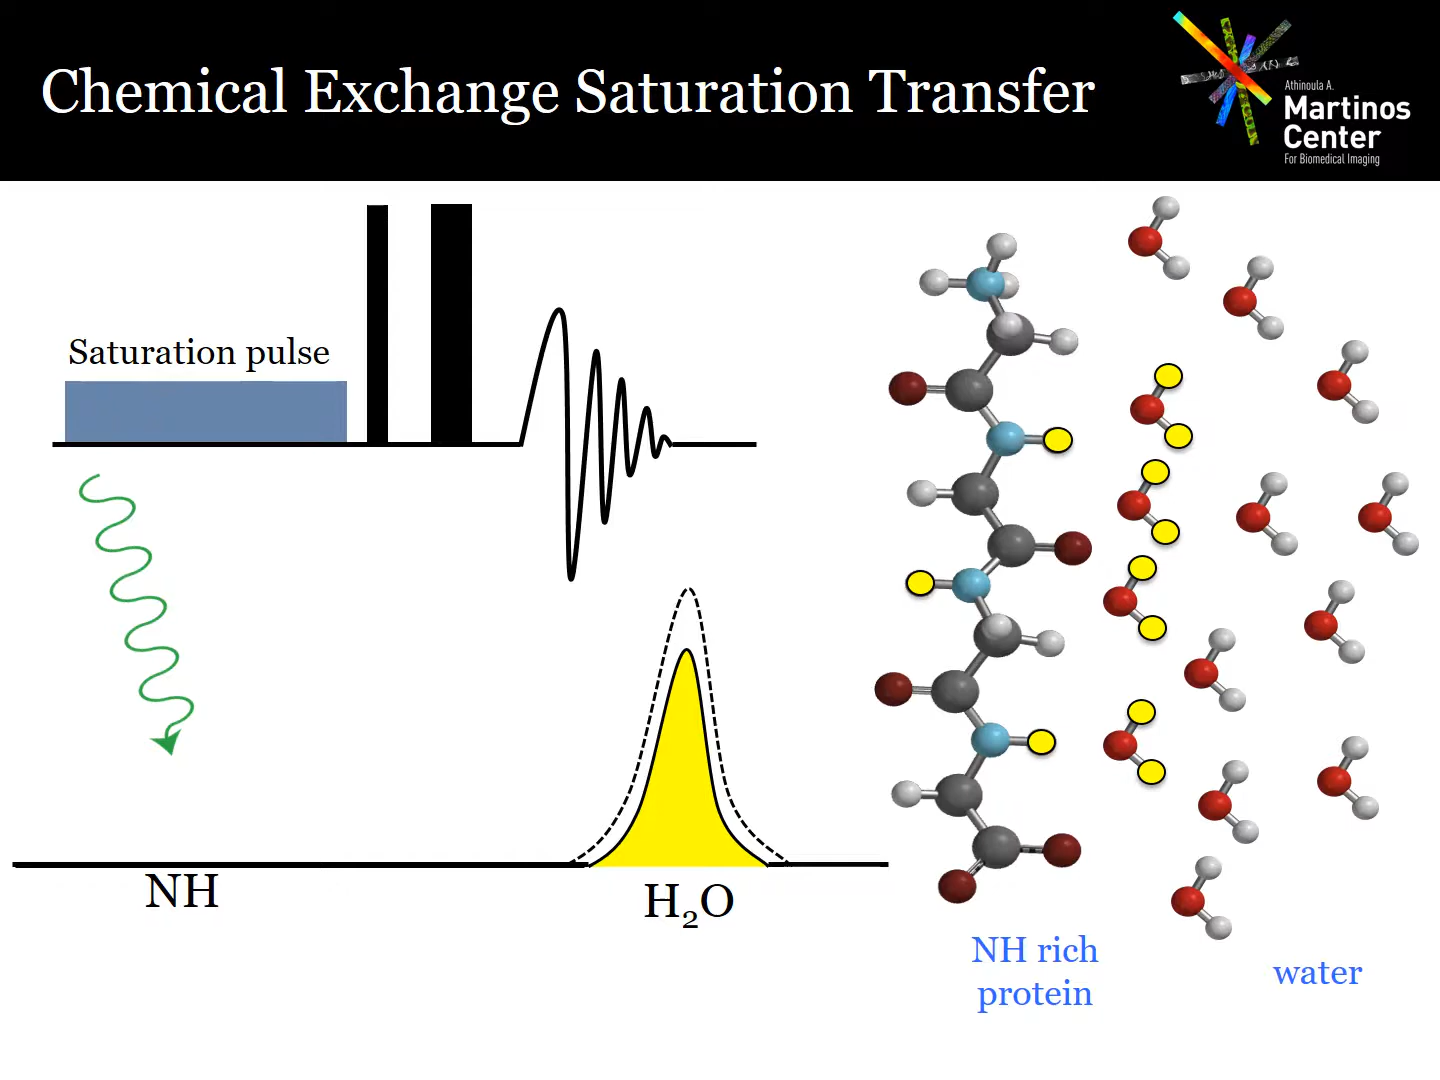 Chemical Exchange Saturation Transfer
Athinoula A.
Martinos
Center
For Biomedical Imaging
Saturation pulse
NH
H₂O
NH rich
protein
water